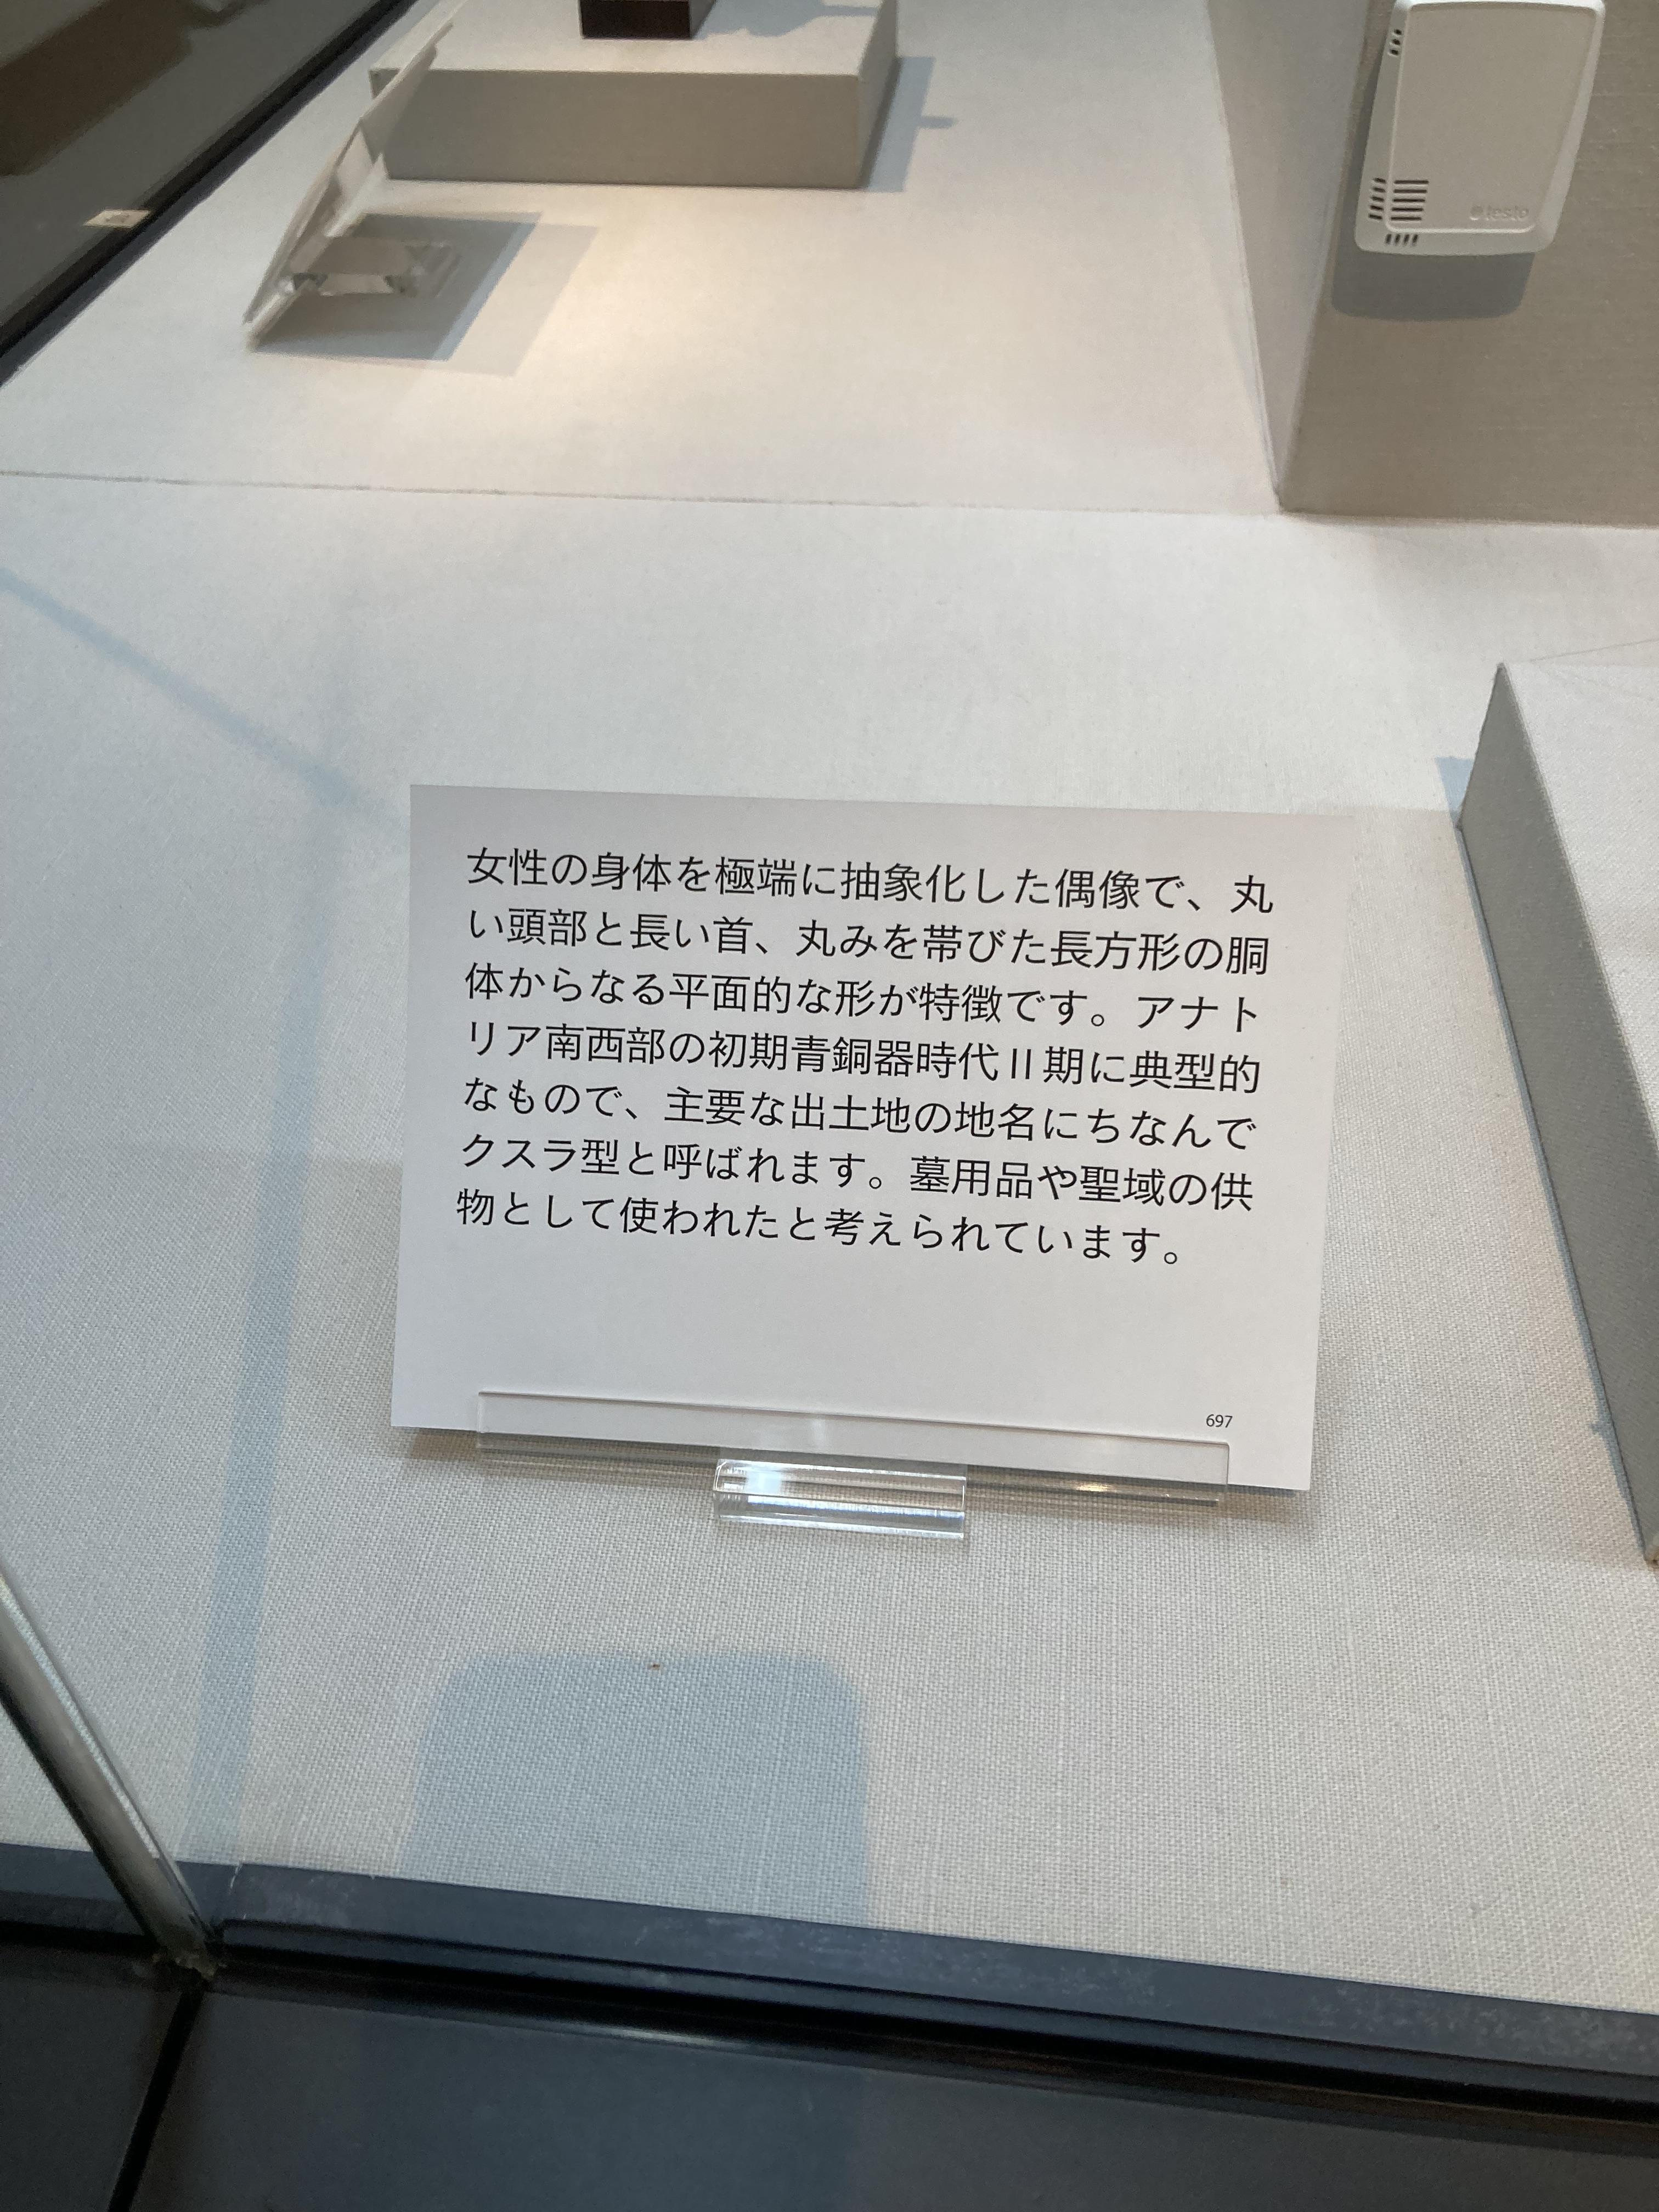 testo
女性の身体を極端に抽象化した偶像で、丸
い頭部と長い首、丸みを帯びた長方形の胴
体からなる平面的な形が特徴です。アナト
リア南西部の初期青銅器時代Ⅱ期に典型的
なもので、主要な出土地の地名にちなんで
クスラ型と呼ばれます。墓用品や聖域の供
物として使われたと考えられています。
697